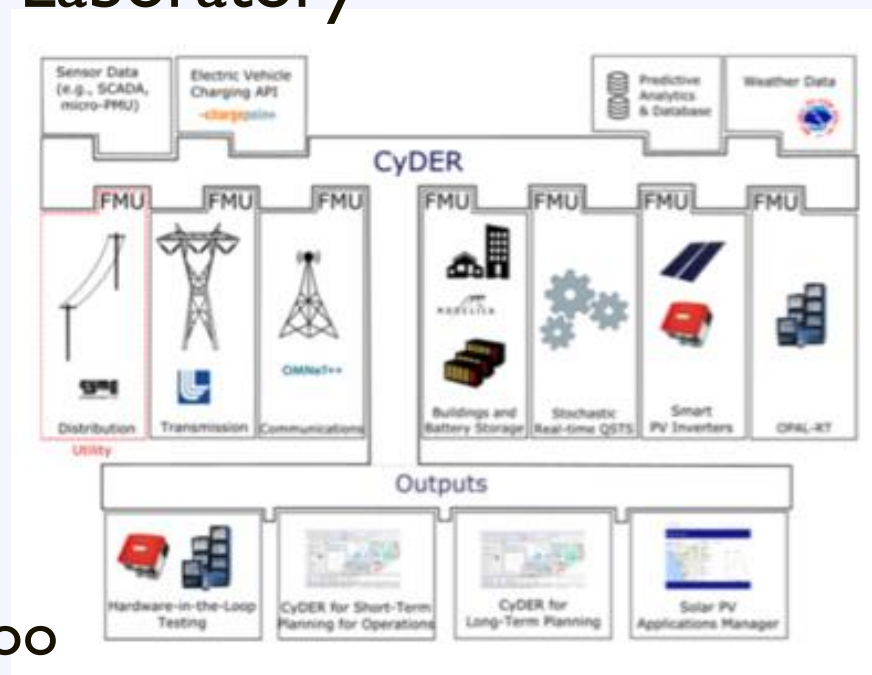 Laboratory
Sensor Data
(e.g., SCADA,
micro-PMU)
Electric Vehicle
Charging API
-chargepoin+
Predictive
Analytics
& Database
Weather Data
CyDER
FMU
FMU
FMU
FMU
FMU
FMU
FMU
MODELICA
OMNeT++
Distribution
Transmission
Communications
Buildings and
Battery Storage
Stochastic
Real-time QSTS
Smart
PV Inverters
OPAL-RT
Utility
Outputs
Hardware-in-the-Loop
Testing
CyDER for Short-Term
Planning for Operations
CyDER for
Long-Term Planning
Solar PV
Applications Manager